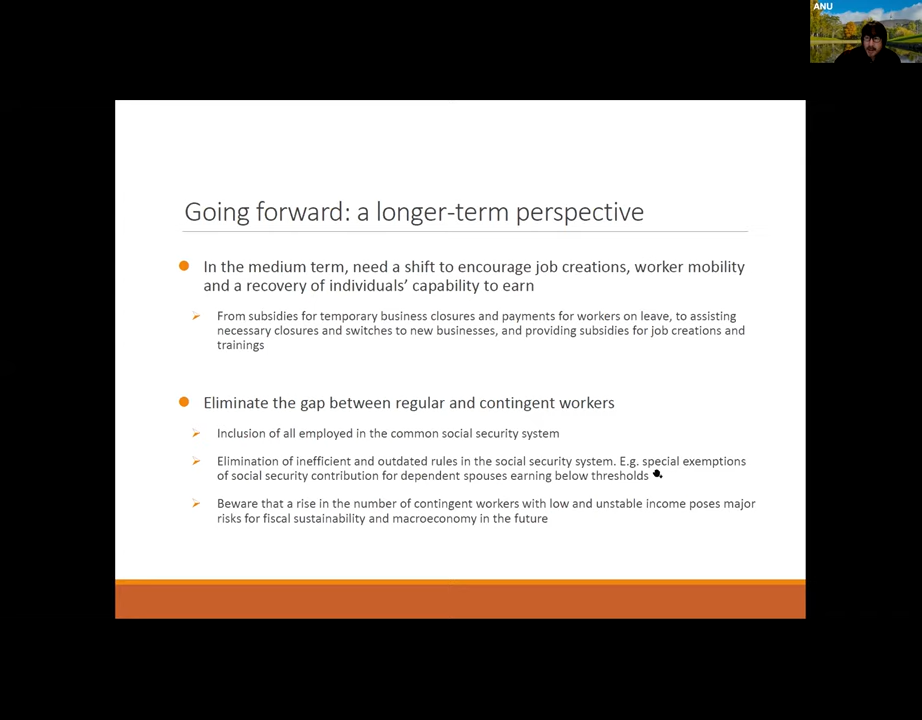 ANU
Going forward: a longer-term perspective
In the medium term, need a shift to encourage job creations, worker mobility
and a recovery of individuals' capability to earn
From subsidies for temporary business closures and payments for workers on leave, to assisting
necessary closures and switches to new businesses, and providing subsidies for job creations and
trainings
Eliminate the gap between regular and contingent workers
Inclusion of all employed in the common social security system
Elimination of inefficient and outdated rules in the social security system. E.g. special exemptions
of social security contribution for dependent spouses earning below thresholds
Beware that a rise in the number of contingent workers with low and unstable income poses major
risks for fiscal sustainability and macroeconomy in the future